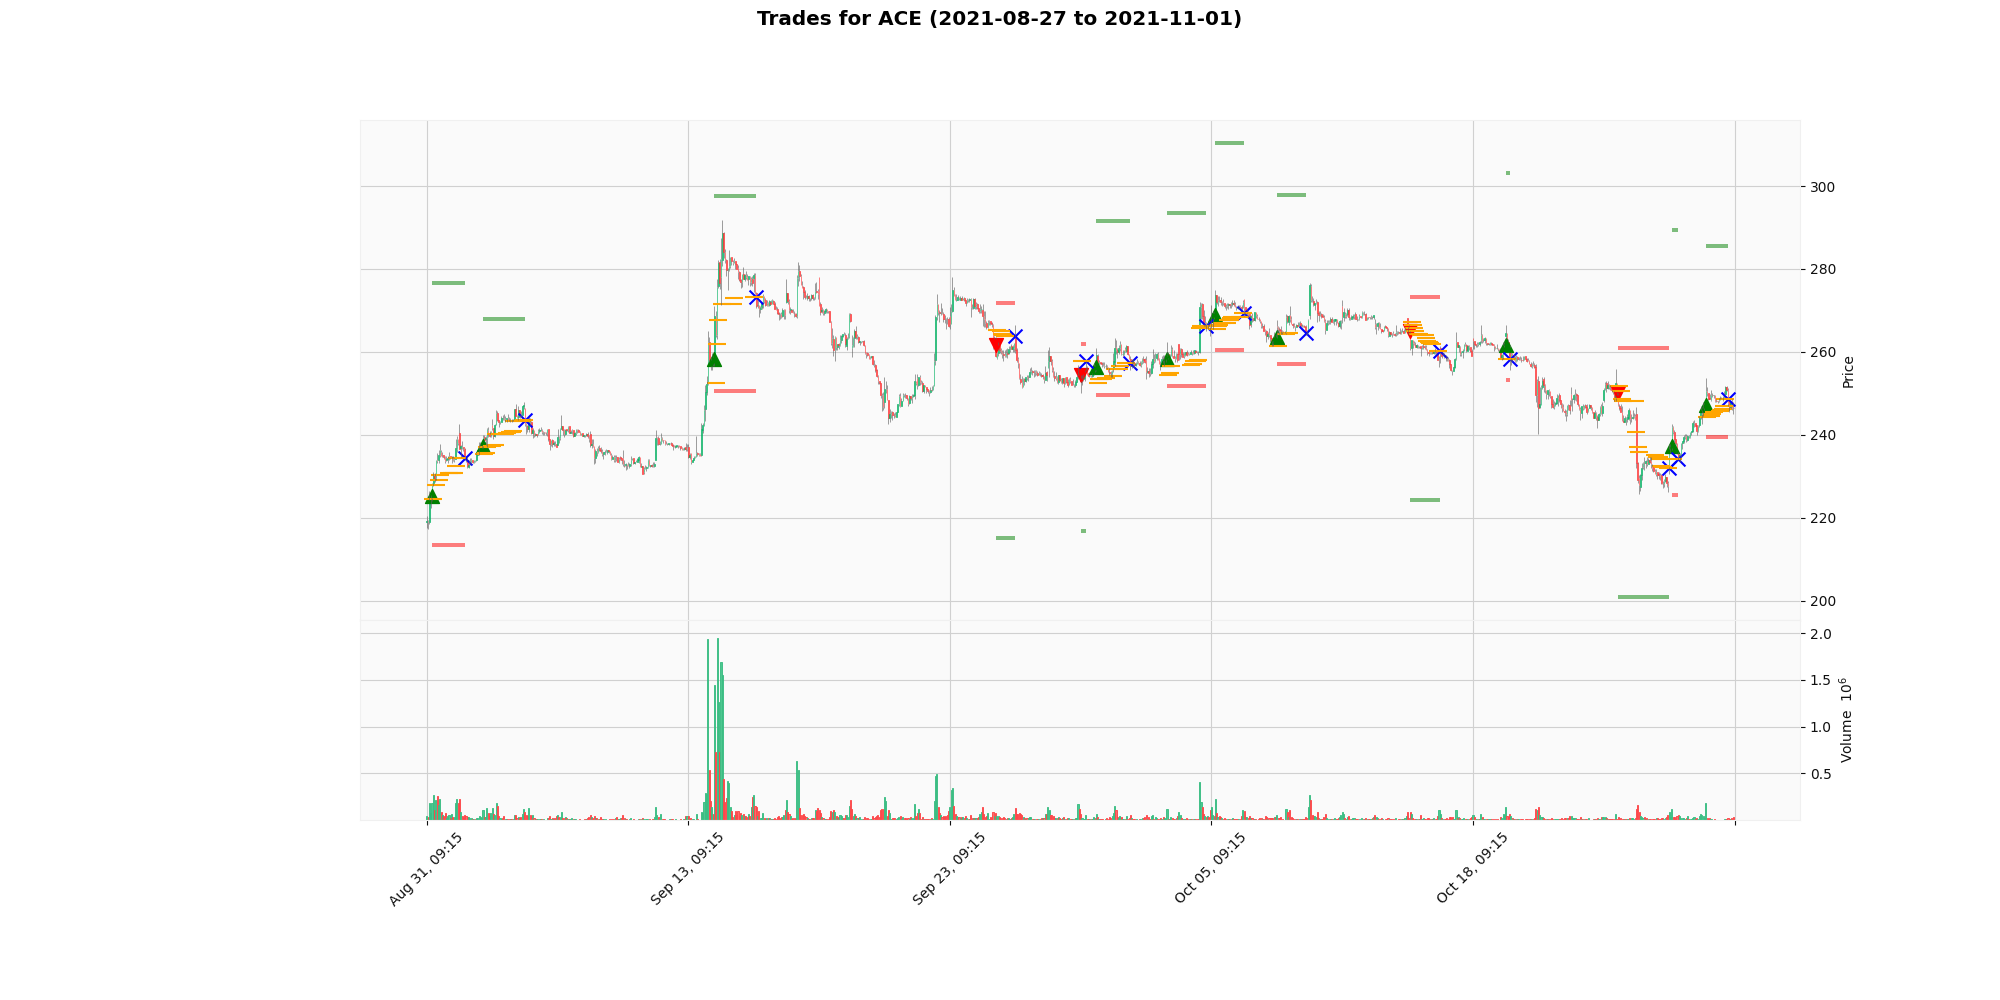 Trades for ACE (2021-08-27 to 2021-11-01)
300
280
260
240
220
200
Price
2.0
1.5
1.0
0.5
Volume 10^6
Aug 31, 09:15
Sep 13, 09:15
Sep 23, 09:15
Oct 05, 09:15
Oct 18, 09:15